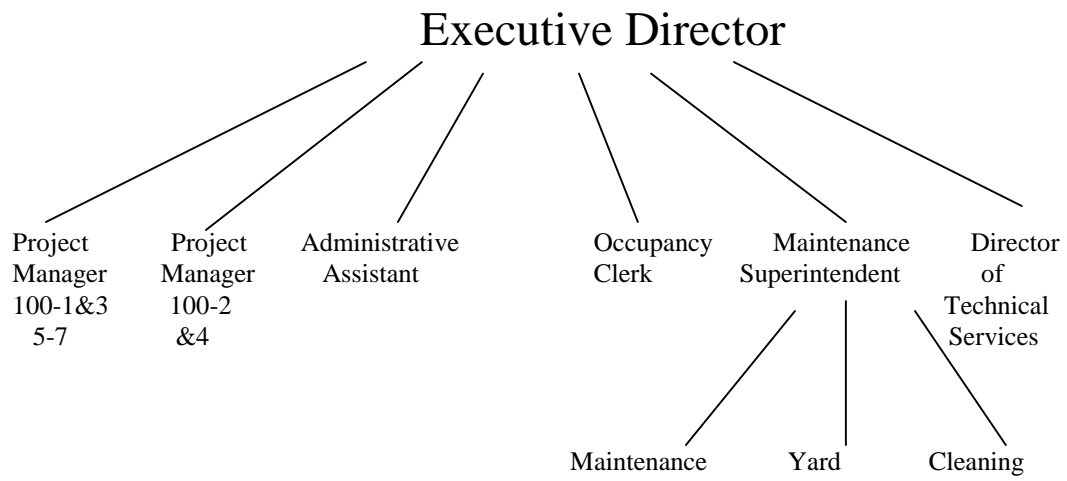 Executive Director
Project
Manager
100-1&3
5-7
Project
Manager
100-2
&4
Administrative
Assistant
Occupancy
Clerk
Maintenance
Superintendent
Director
of
Technical
Services
Maintenance
Yard
Cleaning